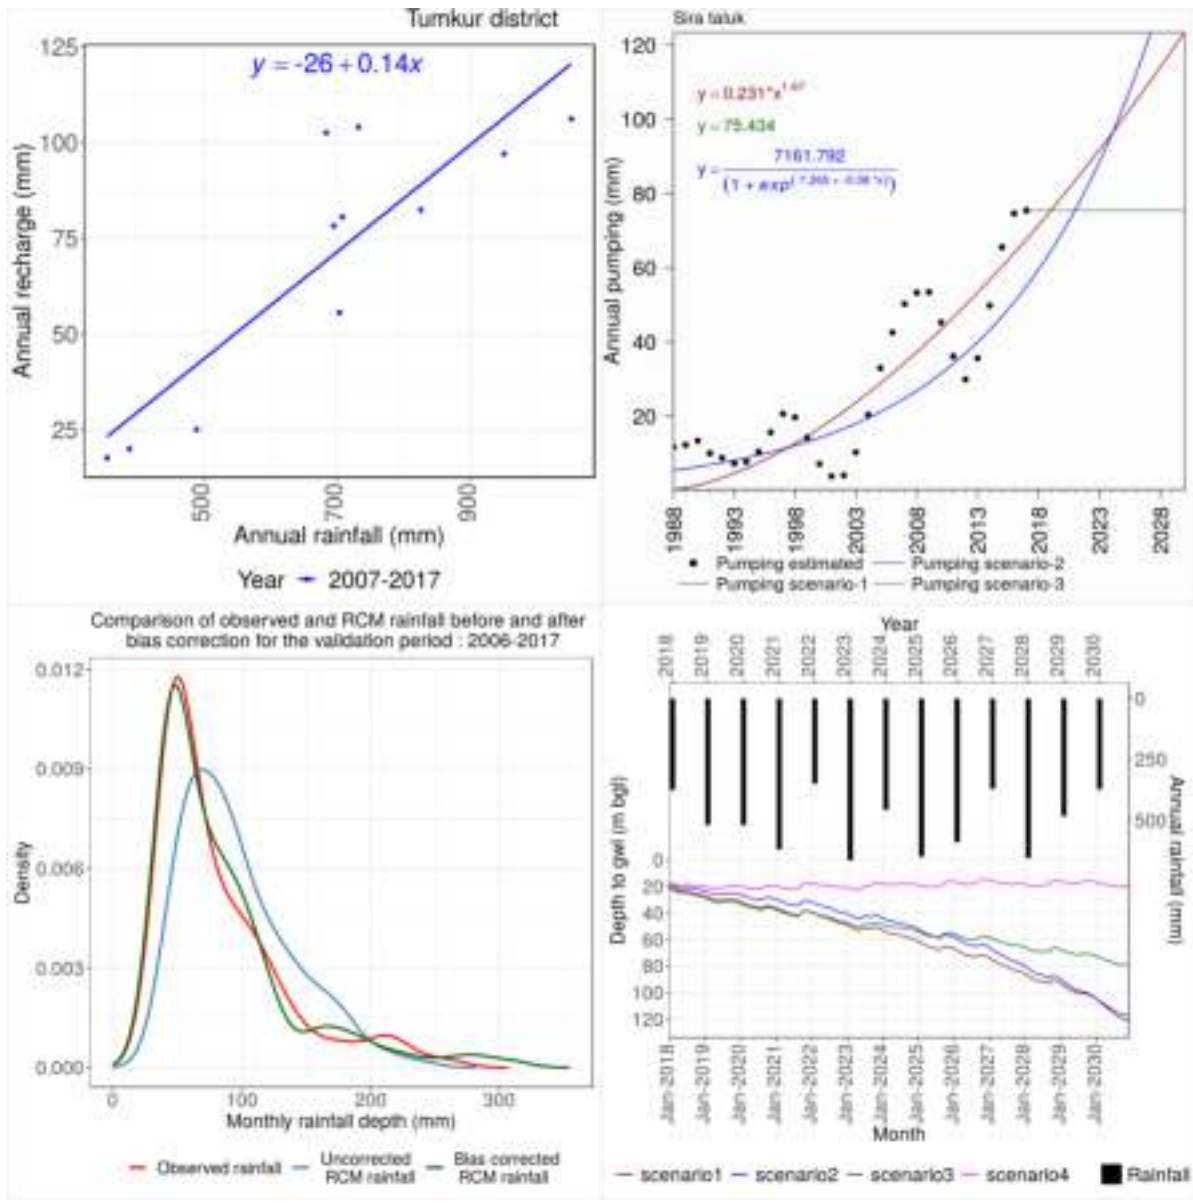 Tumkur district
y = -26 + 0.14x
Annual recharge (mm)
125
100
75
50
25
500
700
900
Annual rainfall (mm)
Year 2007-2017
Sira taluk
y = 0.231*x
y = 75.434
y = 7161.792
(1 + exp
Annual pumping (mm)
120
100
80
60
40
20
1988
1993
1998
2003
2008
2013
2018
2023
2028
Pumping estimated Pumping scenario-2
Pumping scenario-1 Pumping scenario-3
Comparison of observed and RCM rainfall before and after
bias correction for the validation period : 2006-2017
Density
0.012
0.009
0.006
0.003
0.000
0
100
200
300
Monthly rainfall depth (mm)
Observed rainfall Uncorrected RCM rainfall Bias corrected RCM rainfall
Year
2018
2019
2020
2021
2022
2023
2024
2025
2026
2027
2028
2029
2030
0
250
500
Annual rainfall (mm)
Depth to gwl (m bgl)
0
20
40
60
80
100
120
Jan-2018
Jan-2019
Jan-2020
Jan-2021
Jan-2022
Jan-2023
Jan-2024
Jan-2025
Jan-2026
Jan-2027
Jan-2028
Jan-2029
Jan-2030
Month
scenario1 scenario2 scenario3 scenario4 Rainfall